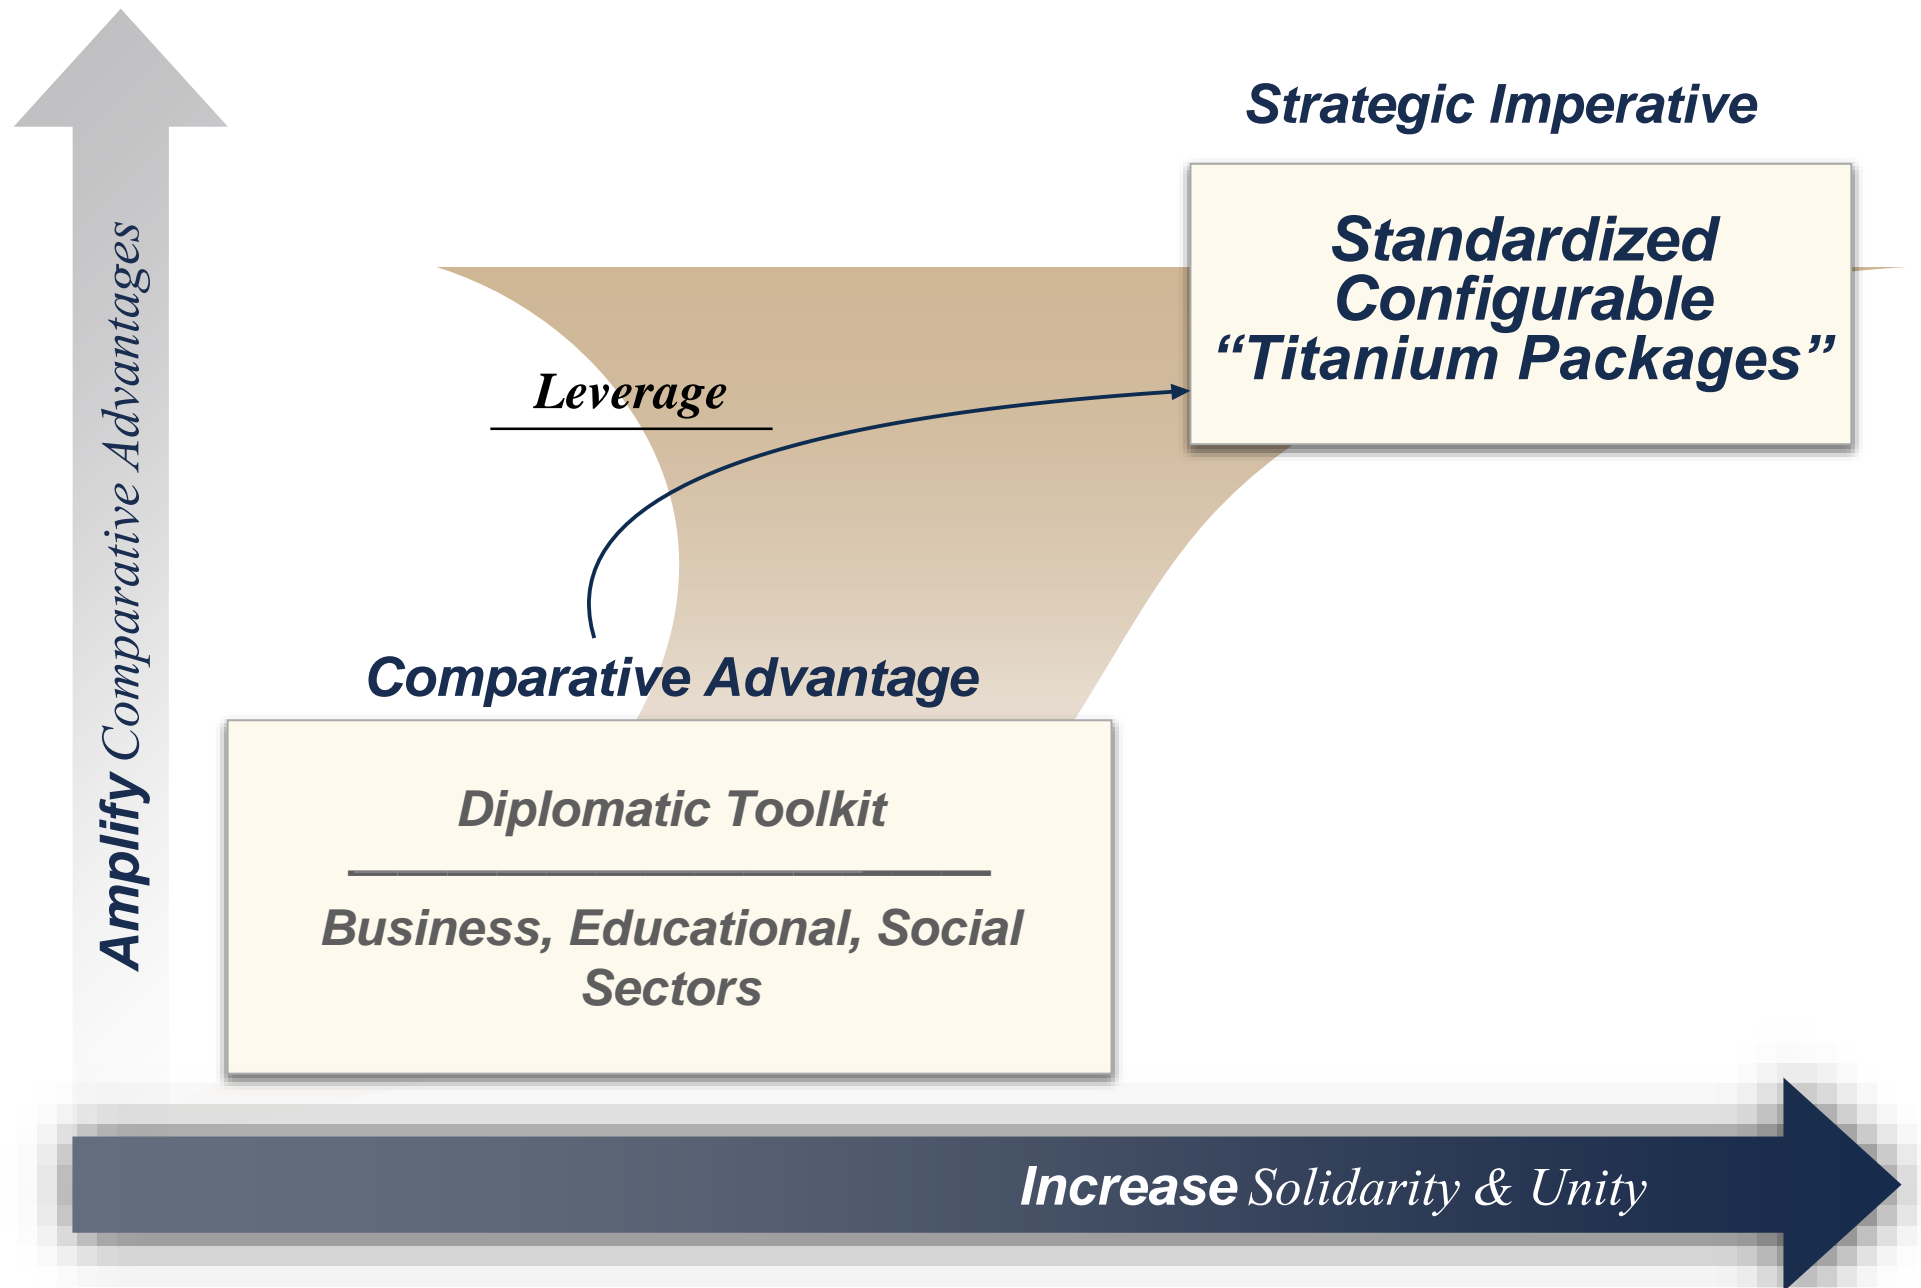 Strategic Imperative
Standardized
Configurable
“Titanium Packages”
Leverage
Comparative Advantage
Diplomatic Toolkit
Business, Educational, Social
Sectors
Amplify Comparative Advantages
Increase Solidarity & Unity